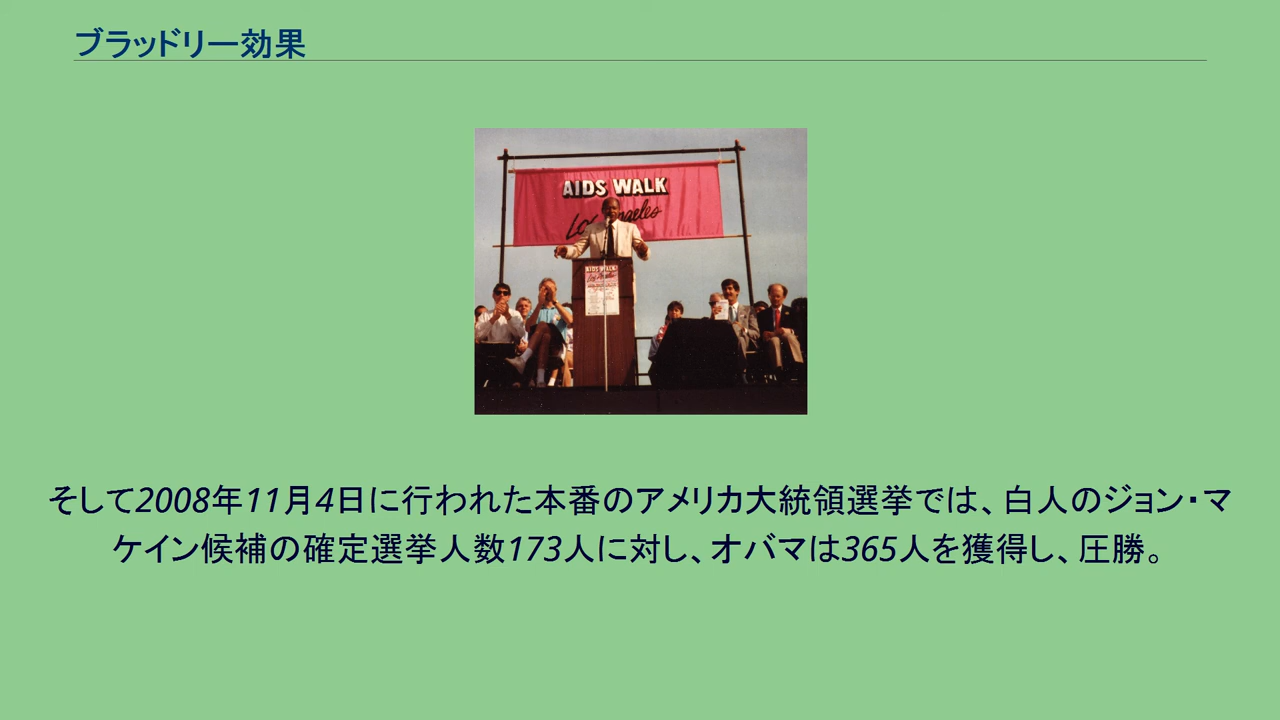 ブラッドリー効果
AIDS WALK
Los Angeles
AIDS WALK
そして2008年11月4日に行われた本番のアメリカ大統領選挙では、白人のジョン・マ
ケイン候補の確定選挙人数173人に対し、オバマは365人を獲得し、圧勝。